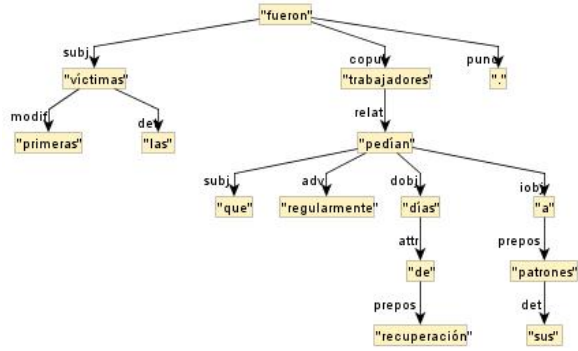 "fueron"
subj copul punc
"víctimas" "trabajadores" "."
modif det relat
"primeras" "las" "pedían"
subj adv dobj iobj
"que" "regularmente" "días" "a"
attr prepos
"de" "patrones"
prepos det
"recuperación" "sus"